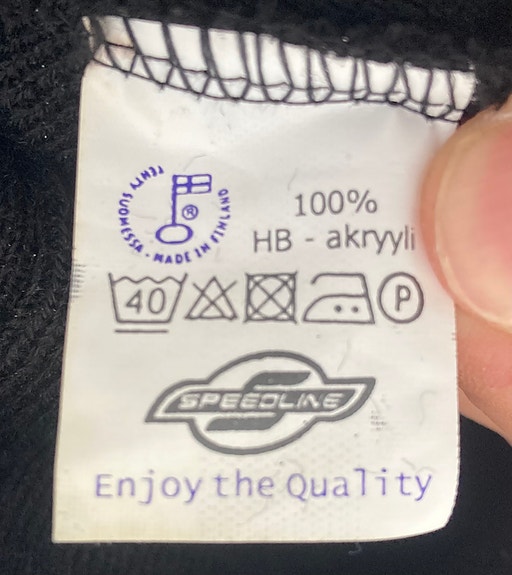 TEHTY SUOMESSA - MADE IN FINLAND
®
100%
HB - akryyli
40
P
SPEEDLINE
Enjoy the Quality